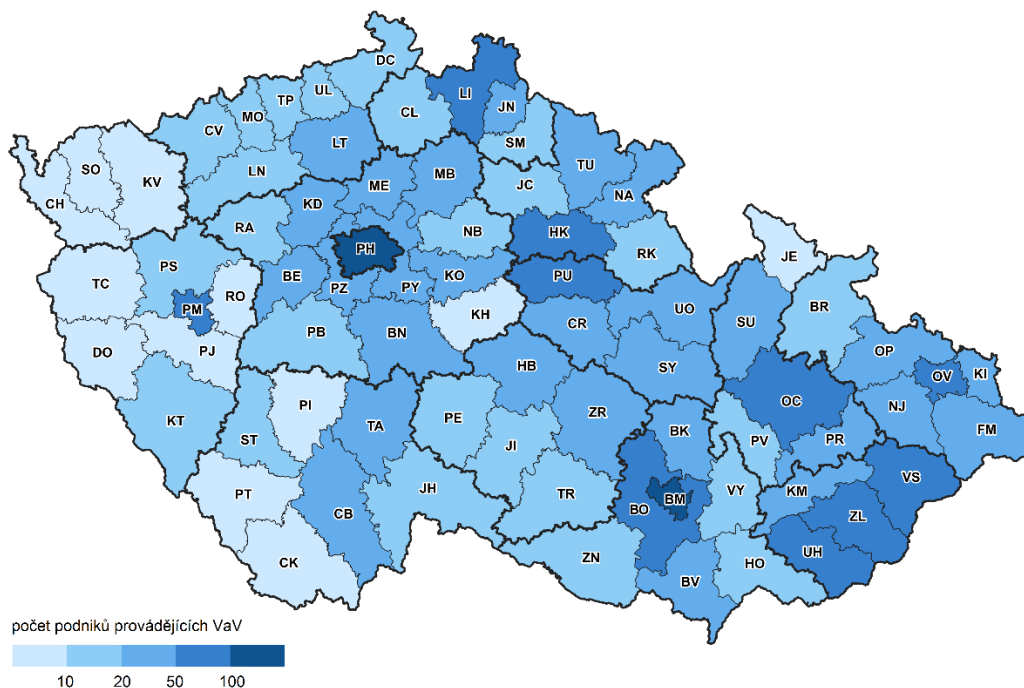 DC
LI
UL
TP
JN
MO
CL
CV
LT
SM
SO
LN
TU
KV
ME
MB
JC
NA
CH
KD
RA
NB
HK
PH
RK
PS
JE
TC
BE
PZ
PY
KO
PU
RO
BR
PM
KH
UO
PB
BN
CR
SU
DO
PJ
OP
HB
SY
OV
KI
PI
OC
NJ
KT
ST
TA
PE
ZR
BK
FM
JI
PV
PR
VS
PT
JH
TR
VY
KM
CB
BO
BM
ZL
UH
CK
ZN
HO
BV
počet podniků provádějících VaV
10 20 50 100